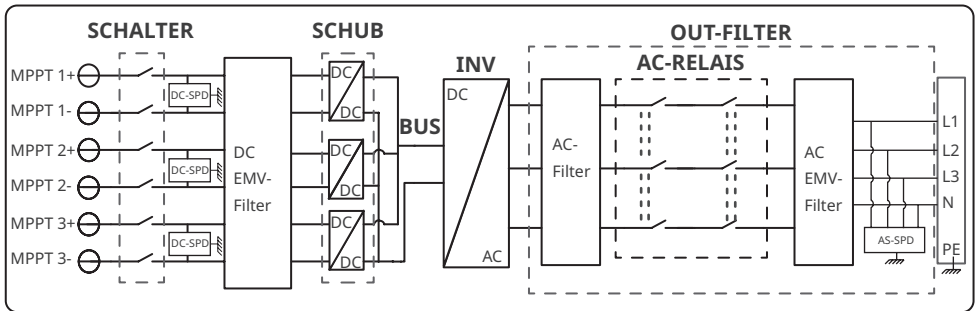 SCHALTER
SCHUB
OUT-FILTER
INV
AC-RELAIS
MPPT 1+
MPPT 1-
MPPT 2+
MPPT 2-
MPPT 3+
MPPT 3-
DC-SPD
DC-SPD
DC-SPD
DC
EMV-
Filter
DC
DC
DC
DC
DC
DC
BUS
DC
AC
AC-
Filter
AC
EMV-
Filter
AS-SPD
L1
L2
L3
N
PE